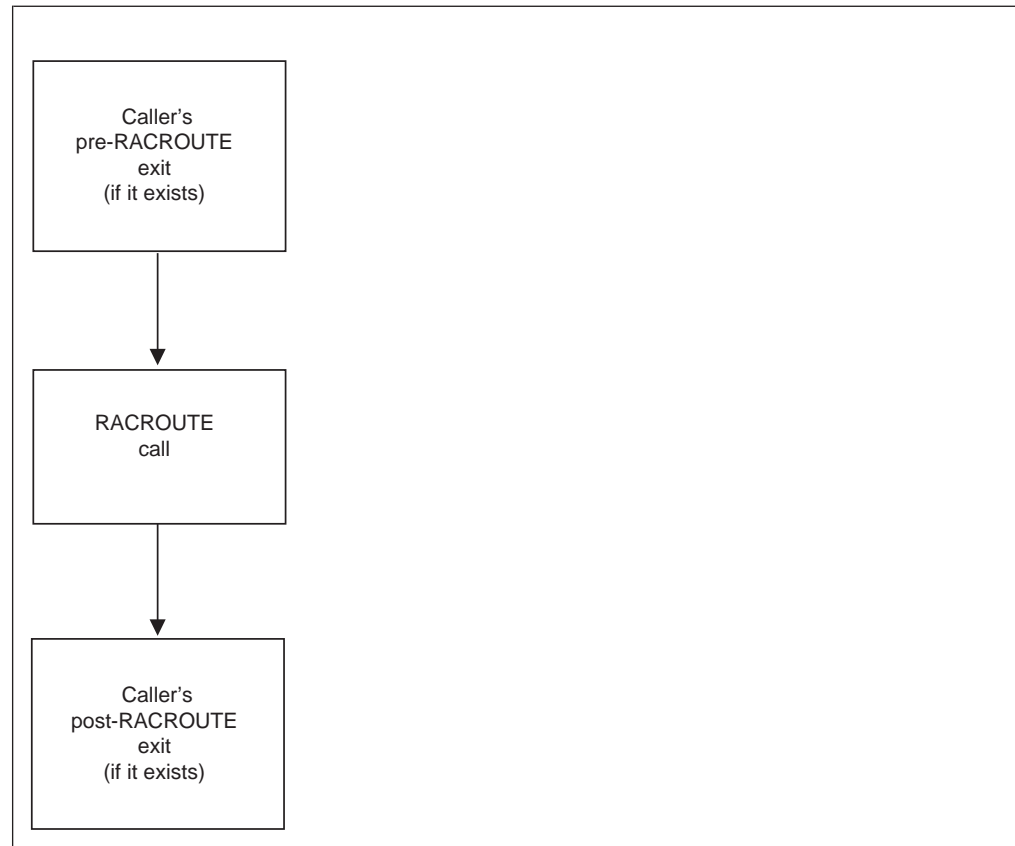 Caller's
pre-RACROUTE
exit
(if it exists)
RACROUTE
call
Caller's
post-RACROUTE
exit
(if it exists)